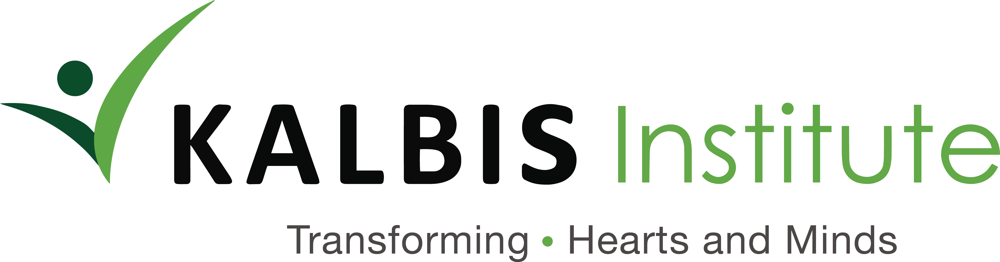 KALBIS Institute
Transforming • Hearts and Minds